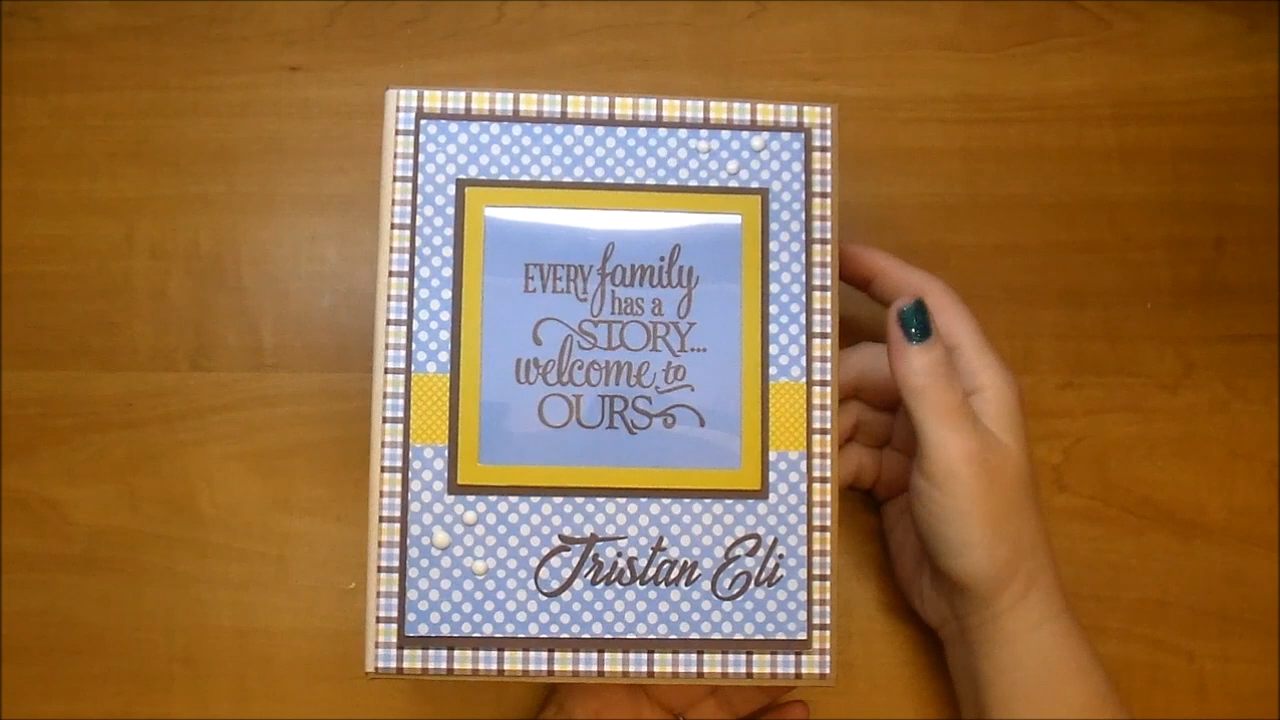 EVERY family
has a
STORY...
welcome to
OURS
Tristan Eli